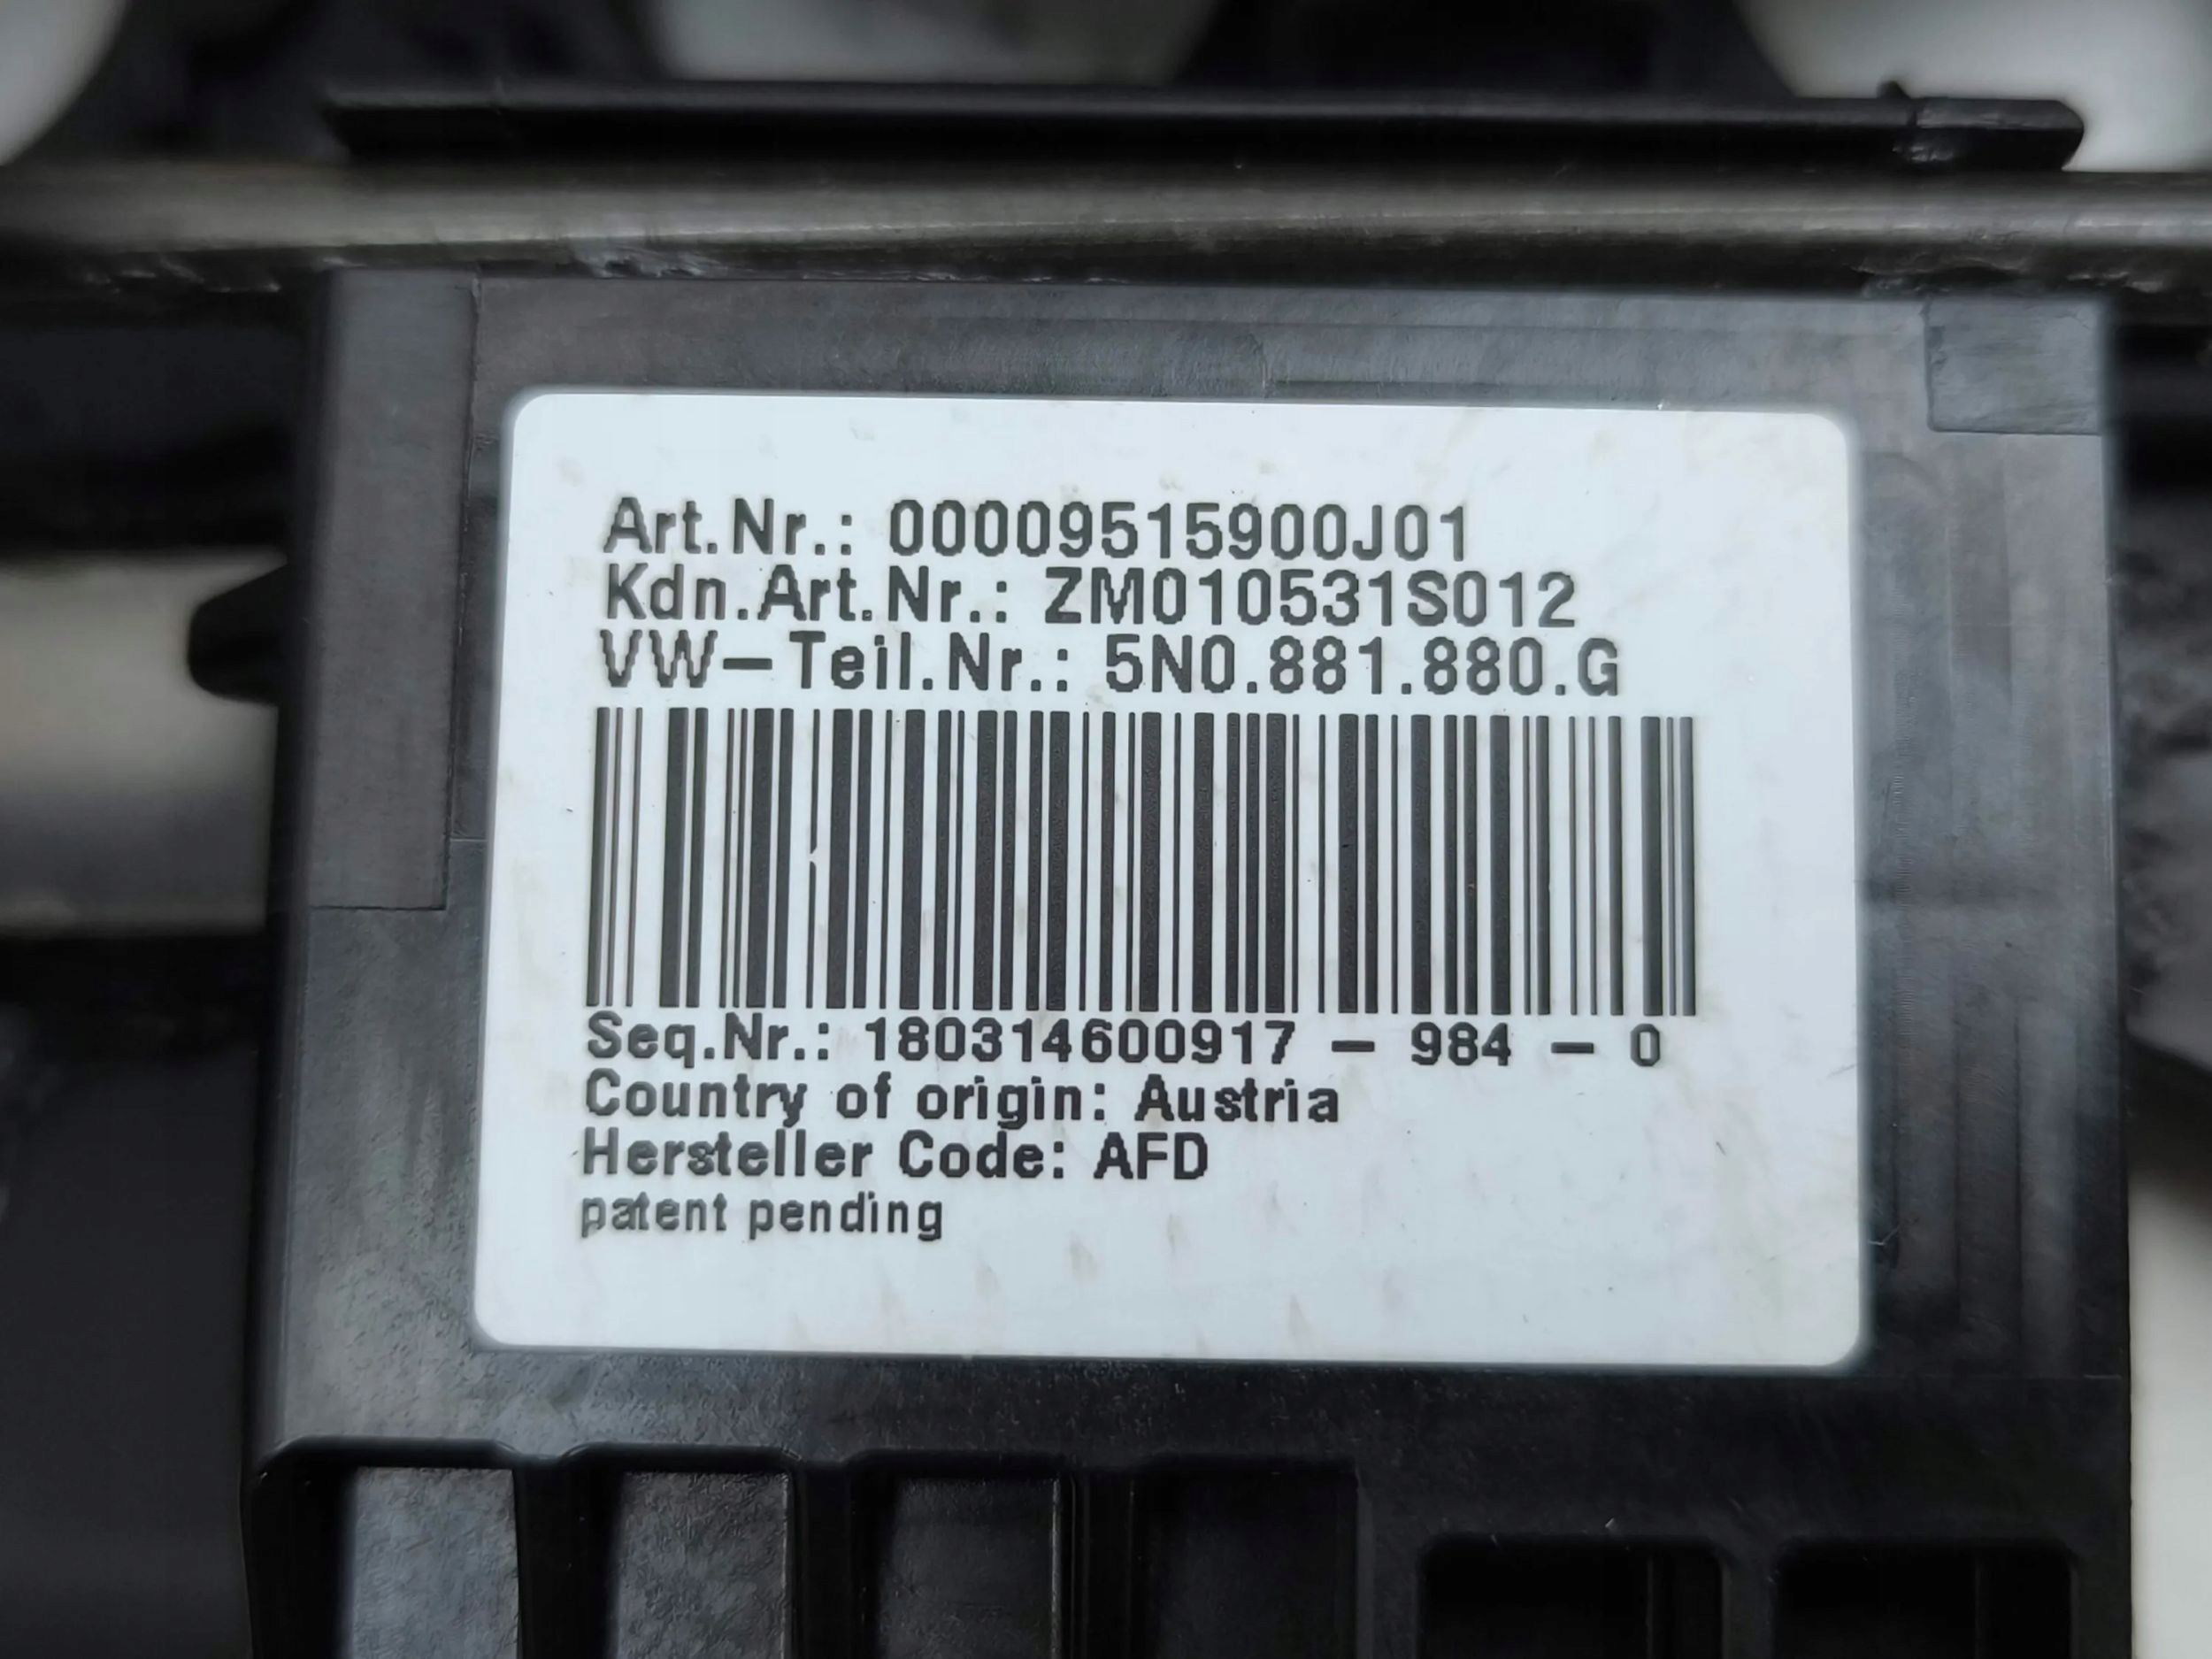 Art.Nr.: 00009515900J01
Kdn.Art.Nr.: ZM010531S012
VW-Teil.Nr.: 5N0.881.880.G
Seq.Nr.: 180314600917 - 984 - 0
Country of origin: Austria
Hersteller Code: AFD
patent pending